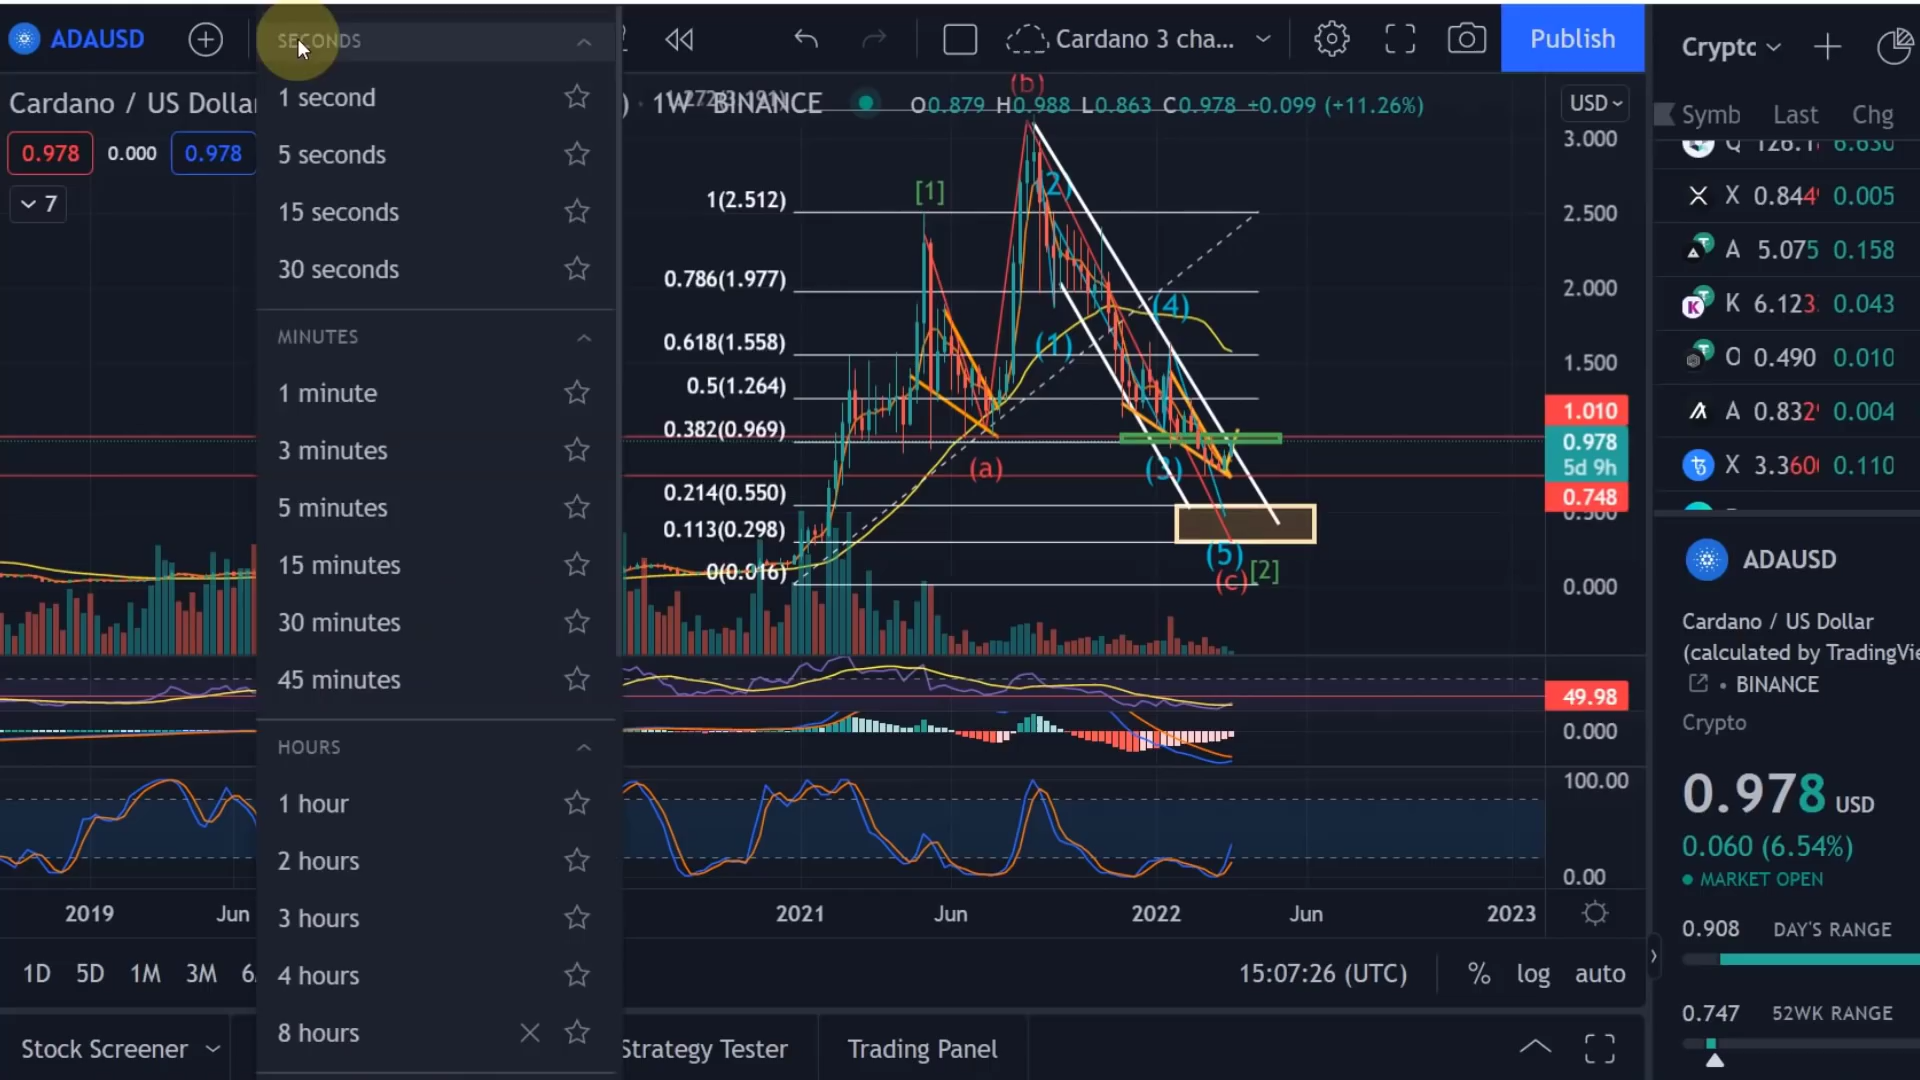 ADAUSD
SECONDS
Cardano 3 cha...
Publish
Crypto
Cardano / US Dollar
1W BINANCE
O0.879 H0.988 L0.863 C0.978 +0.099 (+11.26%)
USD
Symb Last Chg
0.978 0.000 0.978
7
1 second
5 seconds
15 seconds
30 seconds
MINUTES
1 minute
3 minutes
5 minutes
15 minutes
30 minutes
45 minutes
HOURS
1 hour
2 hours
3 hours
4 hours
8 hours
(b)
[1]
1(2.512)
0.786(1.977)
0.618(1.558)
0.5(1.264)
0.382(0.969)
0.214(0.550)
0.113(0.298)
0(0.016)
(4)
(1)
(a)
(3)
(5)
(c) [2]
3.000
2.500
2.000
1.500
1.010
0.978
5d 9h
0.748
0.000
49.98
0.000
100.00
0.00
2019 Jun 2021 Jun 2022 Jun 2023
1D 5D 1M 3M
15:07:26 (UTC) % log auto
Stock Screener Strategy Tester Trading Panel
X 0.844 0.005
A 5.075 0.158
K 6.123 0.043
O 0.490 0.010
A 0.832 0.004
X 3.360 0.110
ADAUSD
Cardano / US Dollar
(calculated by TradingVie
• BINANCE
Crypto
0.978 USD
0.060 (6.54%)
MARKET OPEN
0.908 DAY'S RANGE
0.747 52WK RANGE